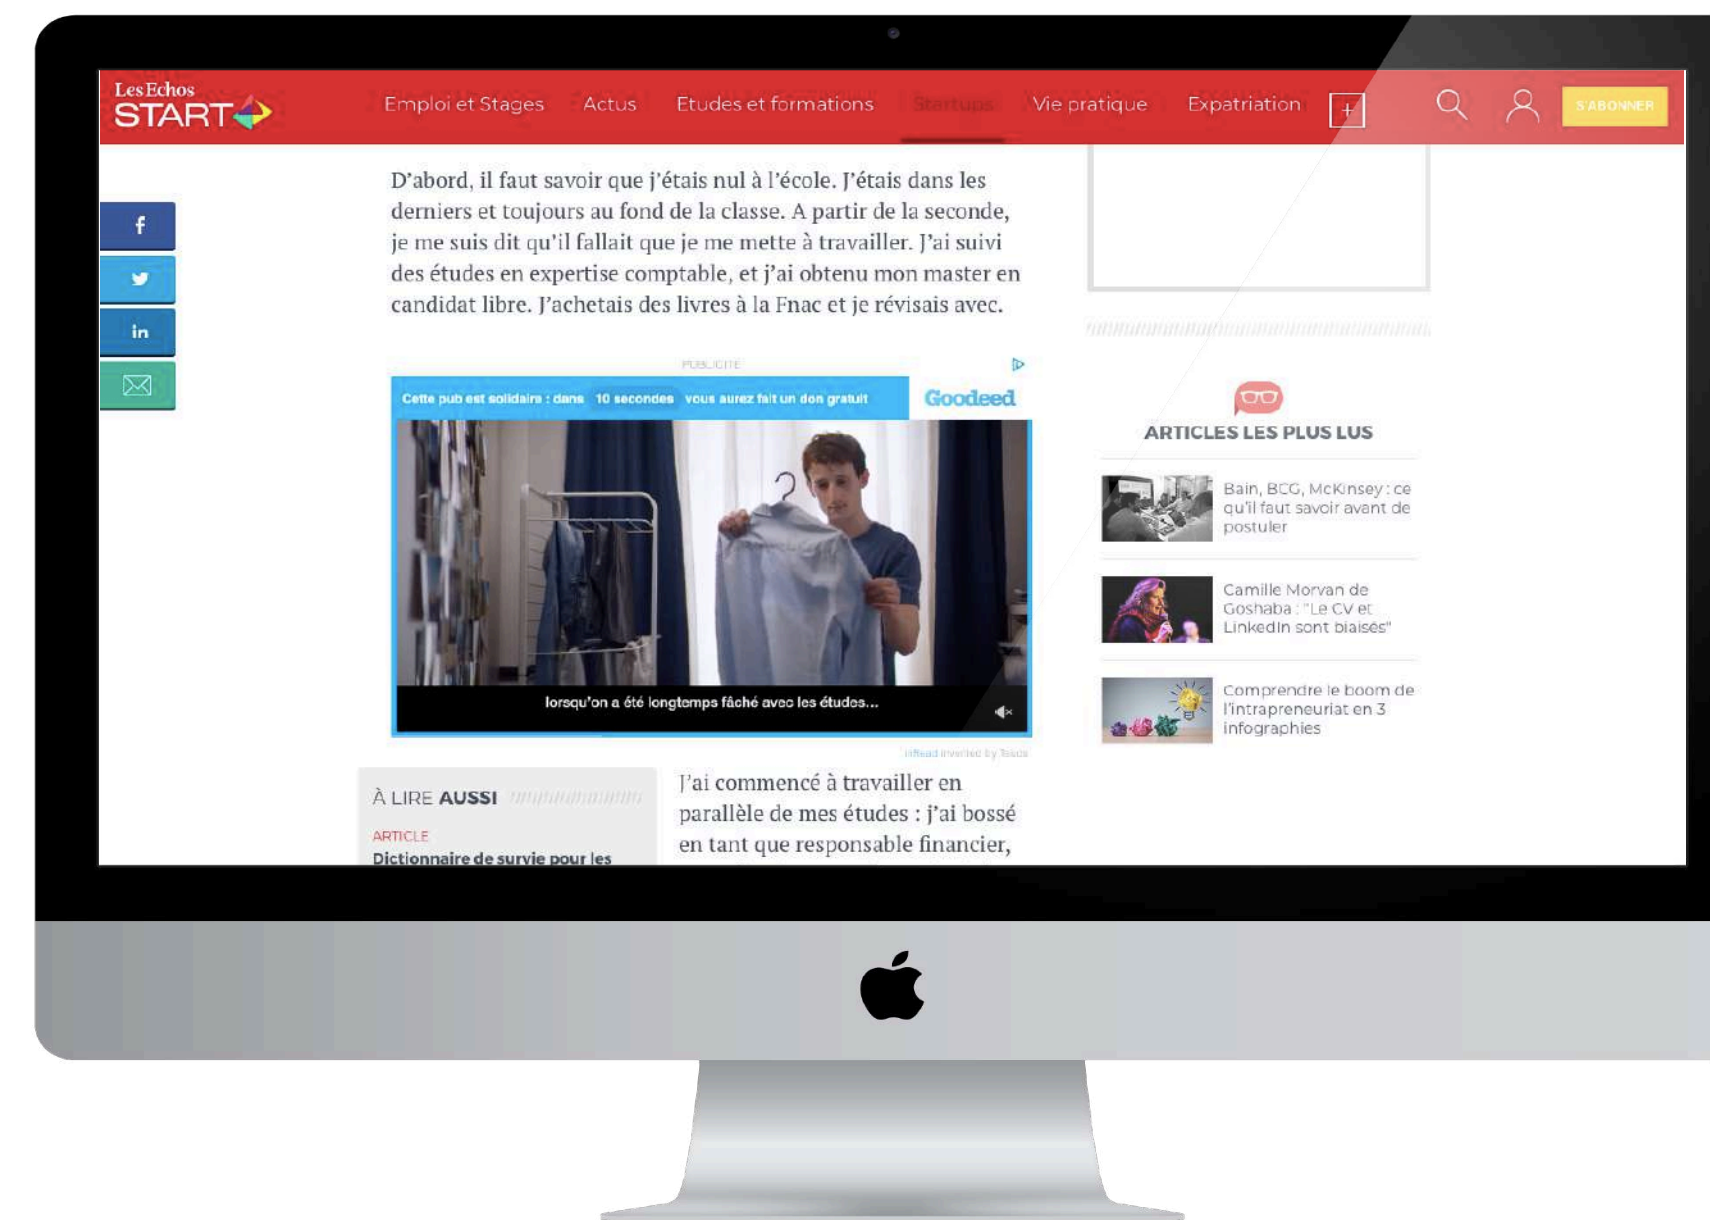 Les Echos
START
Emploi et Stages
Actus
Etudes et formations
Startups
Vie pratique
Expatriation
+
S'ABONNER
D'abord, il faut savoir que j'étais nul à l'école. J'étais dans les
derniers et toujours au fond de la classe. A partir de la seconde,
je me suis dit qu'il fallait que je me mette à travailler. J'ai suivi
des études en expertise comptable, et j'ai obtenu mon master en
candidat libre. J'achetais des livres à la Fnac et je révisais avec.
f
in
PUBLICITE
Cette pub est solidaire : dans 10 secondes vous aurez fait un don gratuit
Goodeed
lorsqu'on a été longtemps fâché avec les études...
inRead invented by Teads
À LIRE AUSSI
ARTICLE
Dictionnaire de survie pour les
J'ai commencé à travailler en
parallèle de mes études : j'ai bossé
en tant que responsable financier,
ARTICLES LES PLUS LUS
Bain, BCG, McKinsey : ce
qu'il faut savoir avant de
postuler
Camille Morvan de
Goshaba : "Le CV et
LinkedIn sont biaisés"
Comprendre le boom de
l'intrapreneuriat en 3
infographies